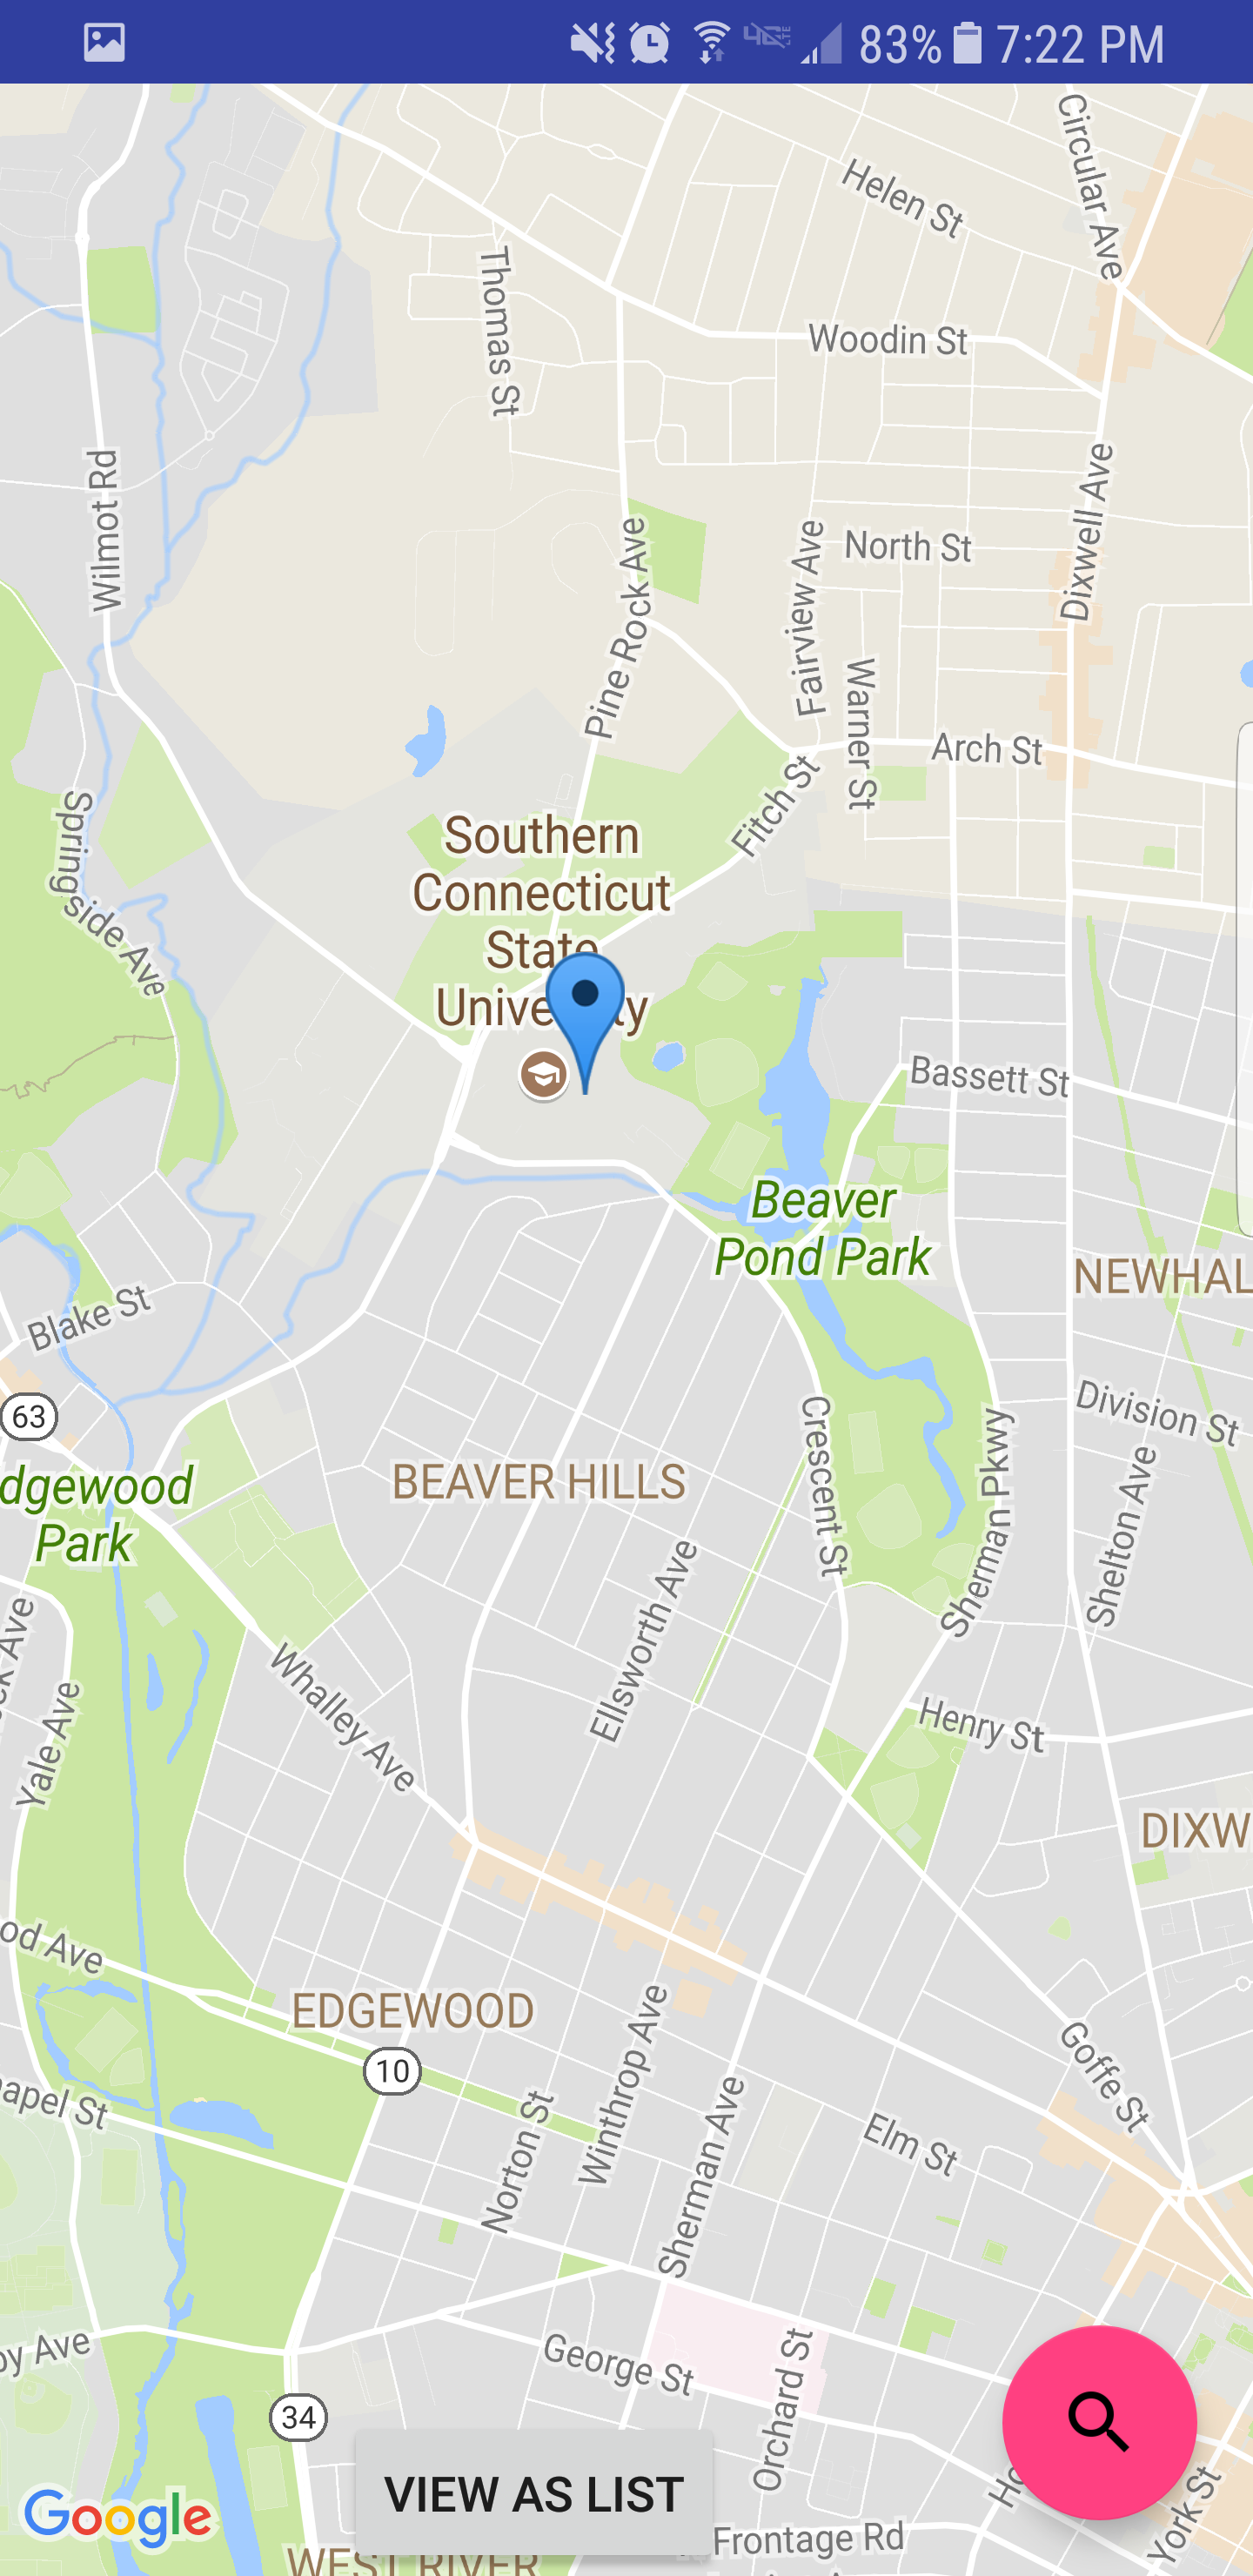 83% 7:22 PM
Circular Ave
Helen St
Thomas St
Woodin St
Wilmot Rd
Dixwell Ave
Pine Rock Ave
Fairview Ave
North St
Warner St
Arch St
Fitch St
Springside Ave
Southern
Connecticut
State
Bassett St
Beaver
Pond Park
NEWHAL
Blake St
63
Division St
Crescent St
Sherman Pkwy
Shelton Ave
dgewood
Park
BEAVER HILLS
Ellsworth Ave
Whalley Ave
Yale Ave
Henry St
DIXW
od Ave
EDGEWOOD
10
Winthrop Ave
Norton St
Sherman Ave
Goffe St
Elm St
apel St
George St
Orchard St
34
VIEW AS LIST
York St
Google
Frontage Rd
WEST RIVER